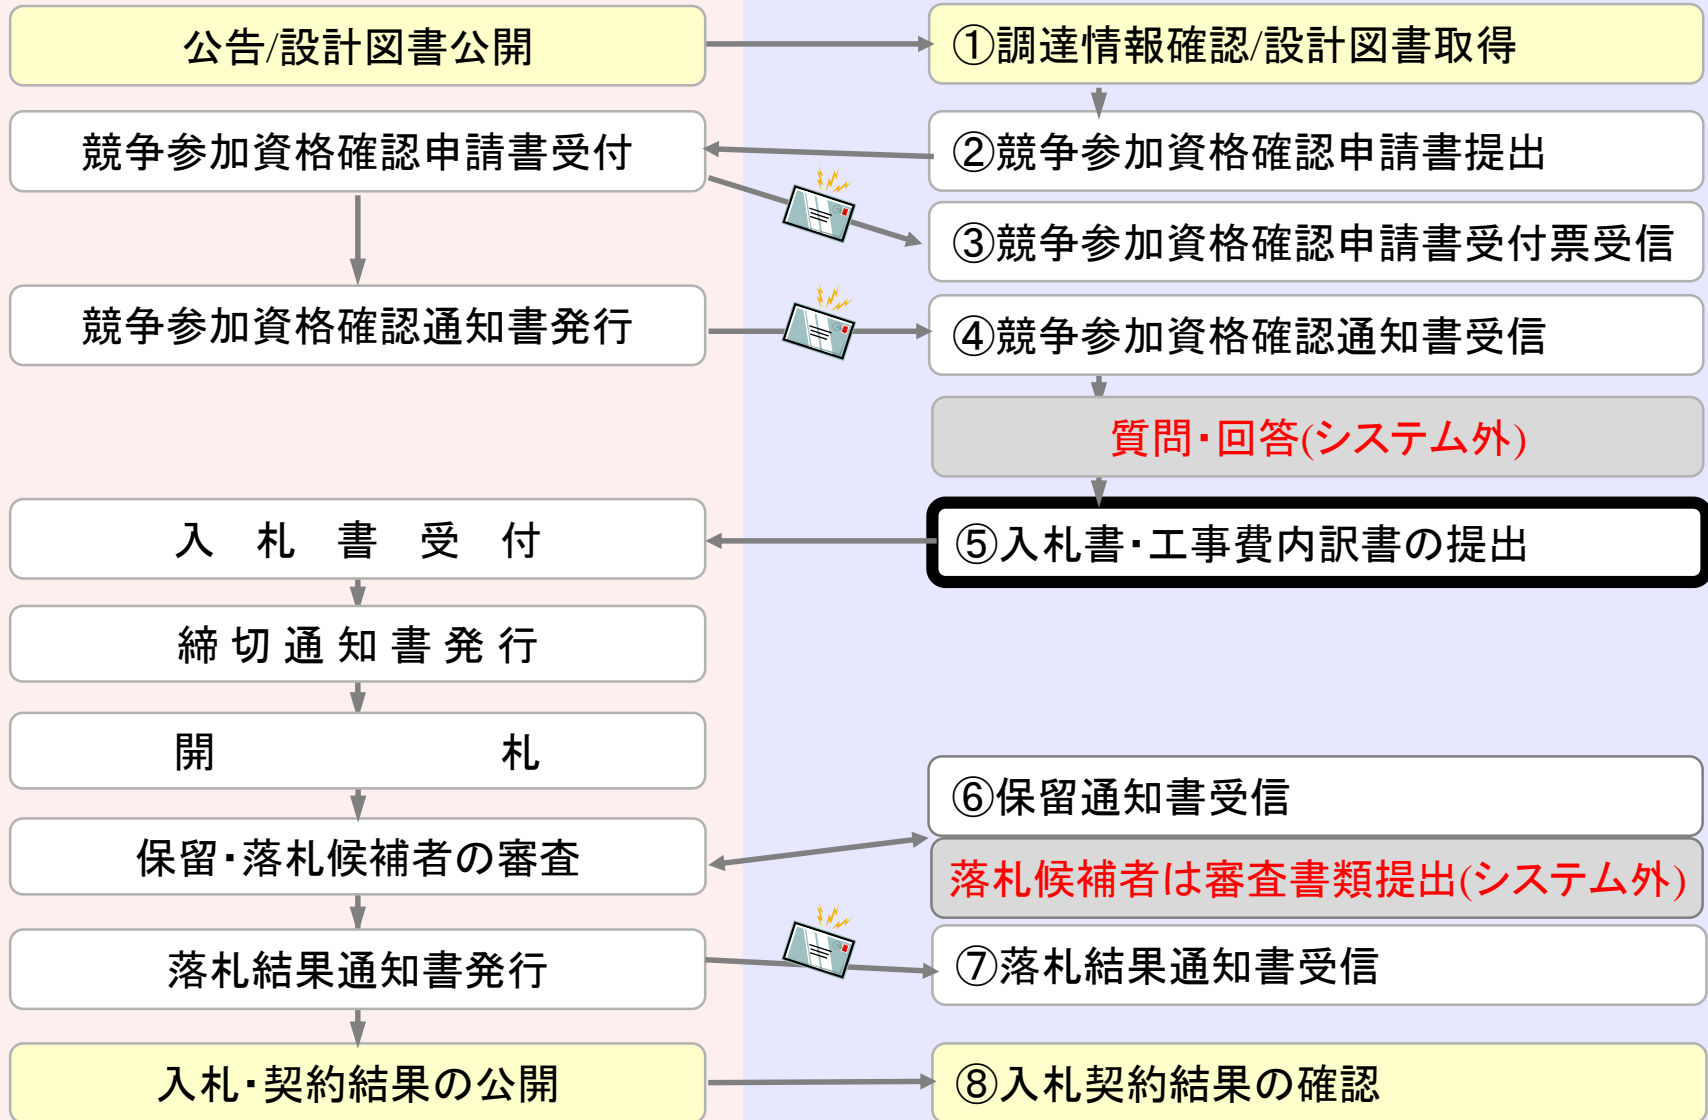 公告/設計図書公開
①調達情報確認/設計図書取得
競争参加資格確認申請書受付
②競争参加資格確認申請書提出
③競争参加資格確認申請書受付票受信
競争参加資格確認通知書発行
④競争参加資格確認通知書受信
質問・回答(システム外)
入　札　書　受　付
⑤入札書・工事費内訳書の提出
締 切 通 知 書 発 行
開　　　　　　　札
⑥保留通知書受信
保留・落札候補者の審査
落札候補者は審査書類提出(システム外)
落札結果通知書発行
⑦落札結果通知書受信
入札・契約結果の公開
⑧入札契約結果の確認